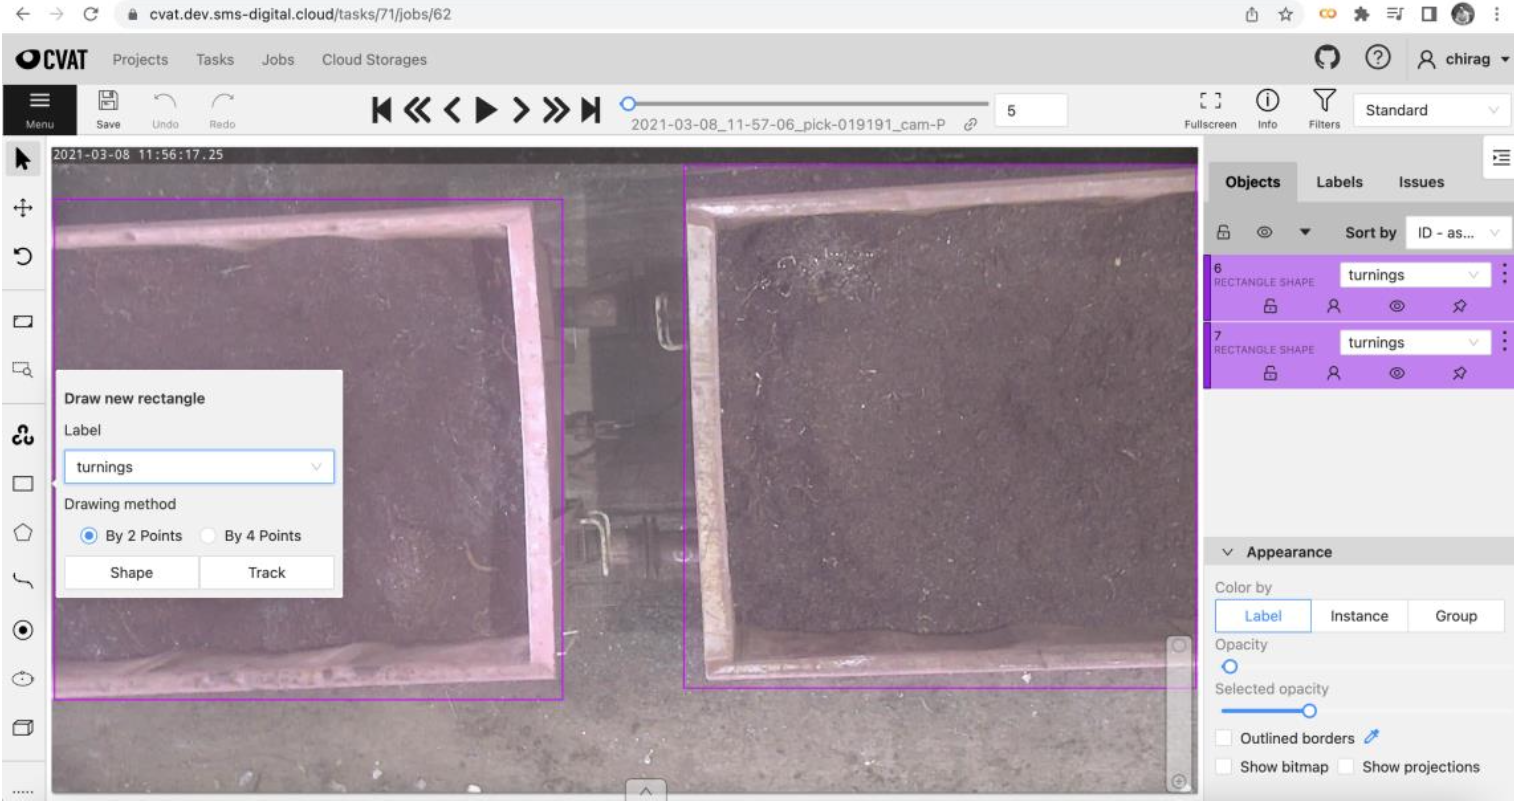 cvat.dev.sms-digital.cloud/tasks/71/jobs/62
CVAT Projects Tasks Jobs Cloud Storages chirag
Menu Save Undo Redo 5 Fullscreen Info Filters Standard
2021-03-08_11-57-06_pick-019191_cam-P
2021-03-08 11:56:17.25
Objects Labels Issues
Sort by ID - as...
6 turnings
RECTANGLE SHAPE
7 turnings
RECTANGLE SHAPE
Draw new rectangle
Label
turnings
Drawing method
By 2 Points By 4 Points
Shape Track
Appearance
Color by
Label Instance Group
Opacity
Selected opacity
Outlined borders
Show bitmap Show projections